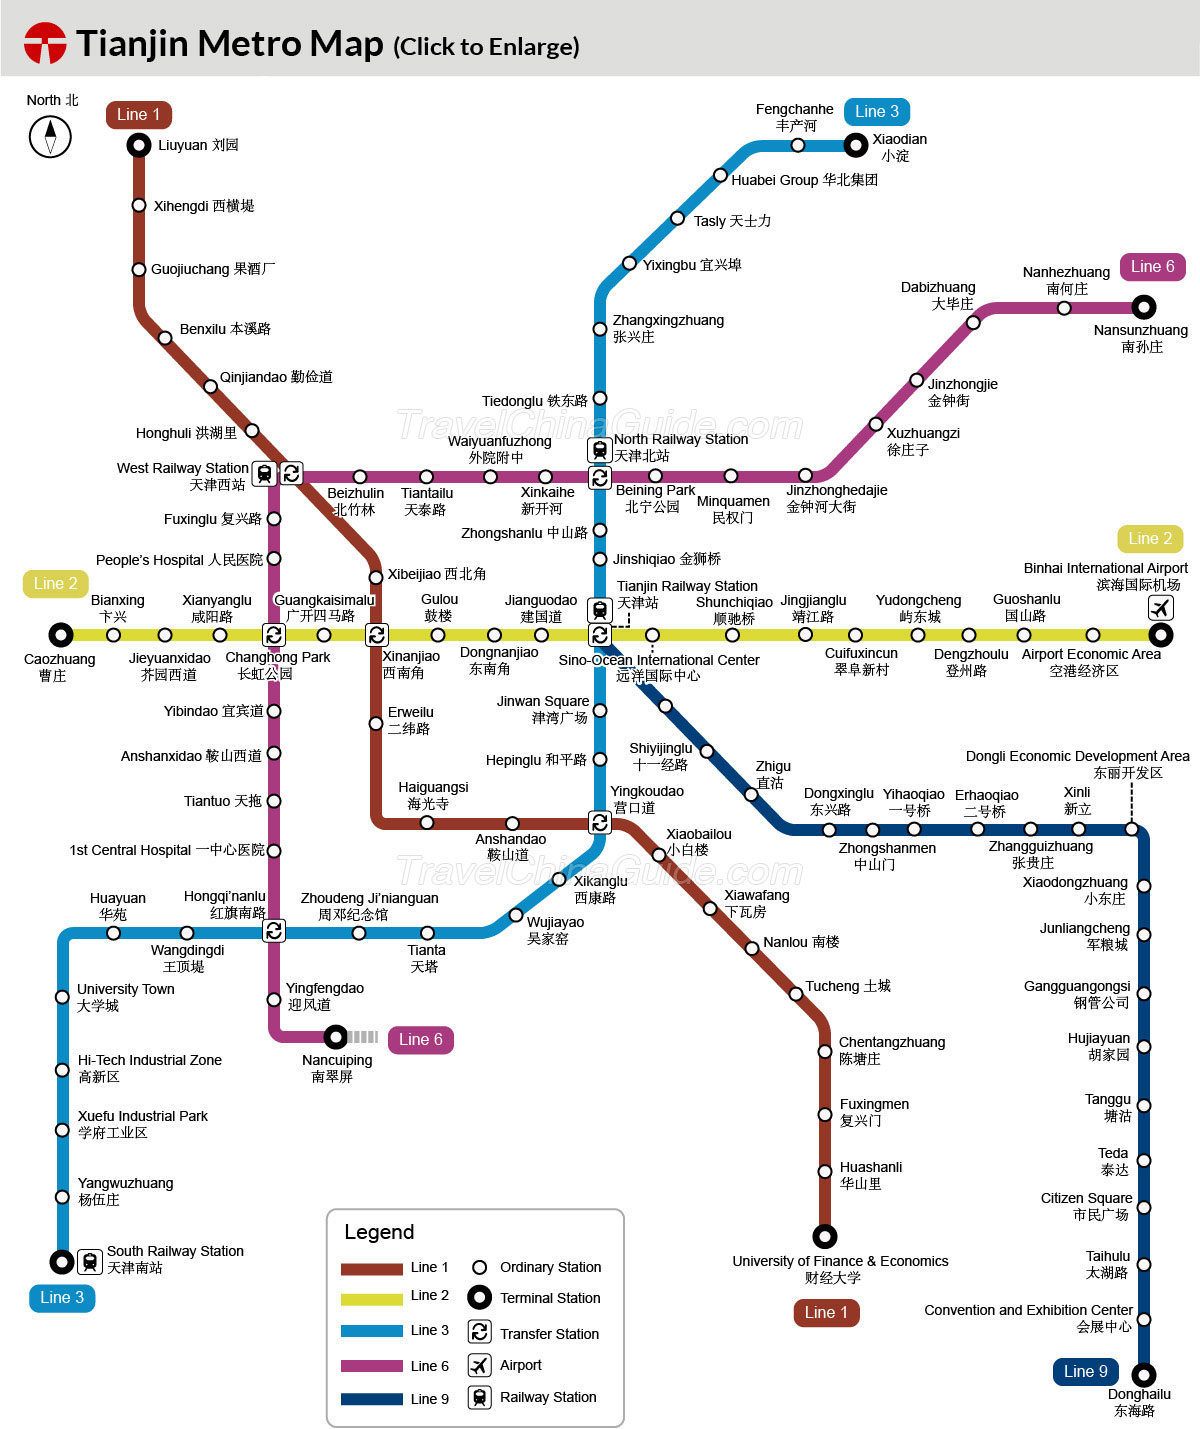 Tianjin Metro Map (Click to Enlarge)
North 北
Line 1
Liuyuan 刘园
Xihengdi 西横堤
Guojiuchang 果酒厂
Benxilu 本溪路
Qinjiandao 勤俭道
Honghuli 洪湖里
West Railway Station
天津西站
Fengchanhe
丰产河
Line 3
Xiaodian
小淀
Huabei Group 华北集团
Tasly 天士力
Yixingbu 宜兴埠
Zhangxingzhuang
张兴庄
Tiedonglu 铁东路
North Railway Station
天津北站
Line 6
Nanhezhuang
南何庄
Nansunzhuang
南孙庄
Dabizhuang
大毕庄
Jinzhongjie
金钟街
Xuzhuangzi
徐庄子
TravelChinaGuide.com
Waiyuanfuzhong
外院附中
Beizhulin
北竹林
Tiantailu
天泰路
Xinkaihe
新开河
Beining Park
北宁公园
Minquamen
民权门
Jinzhonghedajie
金钟河大街
Fuxinglu 复兴路
People's Hospital 人民医院
Zhongshanlu 中山路
Jinshiqiao 金狮桥
Xibeijiao 西北角
Line 2
Line 2
Binhai International Airport
滨海国际机场
Bianxing
卞兴
Xianyanglu
咸阳路
Guangkaisimalu
广开四马路
Gulou
鼓楼
Jianguodao
建国道
Tianjin Railway Station
天津站
Shunchiqiao
顺驰桥
Jingjianglu
靖江路
Yudongcheng
屿东城
Guoshanlu
国山路
Caozhuang
曹庄
Jieyuanxidao
芥园西道
Changhong Park
长虹公园
Xinanjiao
西南角
Dongnanjiao
东南角
Sino-Ocean International Center
远洋国际中心
Cuifuxincun
翠阜新村
Dengzhoulu
登州路
Airport Economic Area
空港经济区
Yibindao 宜宾道
Anshanxidao 鞍山西道
Tiantuo 天拖
1st Central Hospital 一中心医院
Erweilu
二纬路
Haiguangsi
海光寺
Anshandao
鞍山道
Jinwan Square
津湾广场
Hepinglu 和平路
Yingkoudao
营口道
Shiyijinglu
十一经路
Zhigu
直沽
Dongxinglu
东兴路
Zhongshanmen
中山门
Yihaoqiao
一号桥
Erhaoqiao
二号桥
Zhangguizhuang
张贵庄
Xinli
新立
Dongli Economic Development Area
东丽开发区
Xiaobailou
小白楼
TravelChinaGuide.com
Xiawafang
下瓦房
Nanlou 南楼
Tucheng 土城
Chentangzhuang
陈塘庄
Fuxingmen
复兴门
Huashanli
华山里
University of Finance & Economics
财经大学
Line 1
Xikanglu
西康路
Wujiayao
吴家窑
Tianta
天塔
Zhoudeng Ji'nianguan
周邓纪念馆
Hongqi'nanlu
红旗南路
Wangdingdi
王顶堤
Huayuan
华苑
University Town
大学城
Hi-Tech Industrial Zone
高新区
Xuefu Industrial Park
学府工业区
Yangwuzhuang
杨伍庄
South Railway Station
天津南站
Line 3
Yingfengdao
迎风道
Nancuiping
南翠屏
Line 6
Xiaodongzhuang
小东庄
Junliangcheng
军粮城
Gangguangongsi
钢管公司
Hujiayuan
胡家园
Tanggu
塘沽
Teda
泰达
Citizen Square
市民广场
Taihulu
太湖路
Convention and Exhibition Center
会展中心
Line 9
Donghailu
东海路
Legend
Line 1
Ordinary Station
Line 2
Terminal Station
Line 3
Transfer Station
Line 6
Airport
Line 9
Railway Station